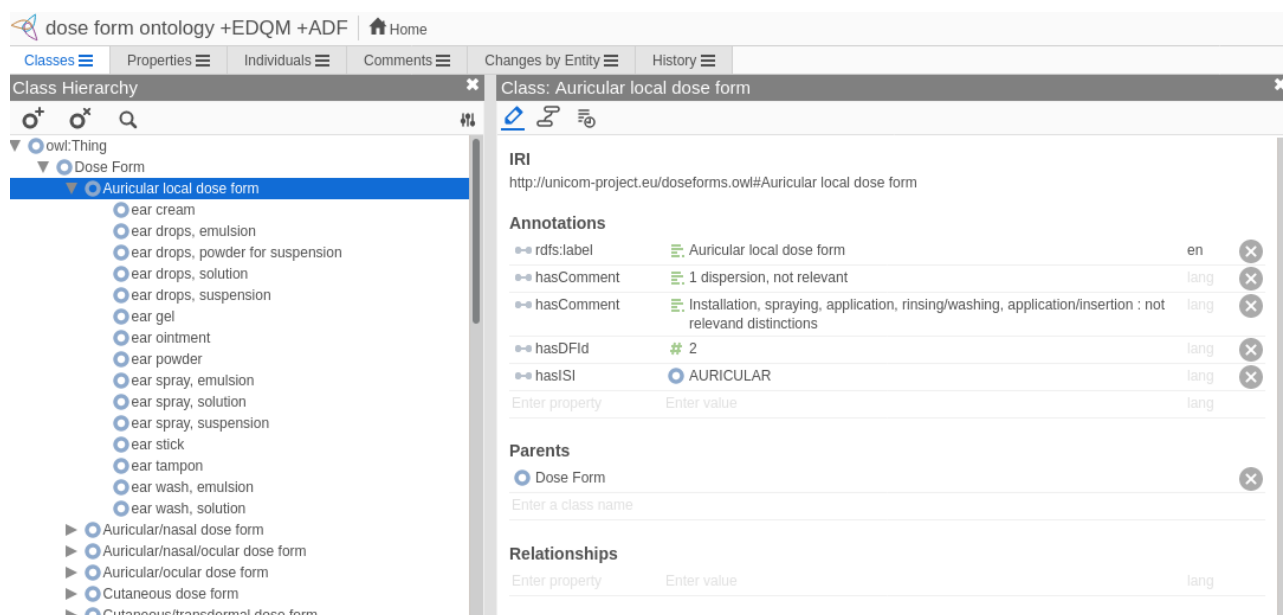 dose form ontology +EDQM +ADF Home
Classes Properties Individuals Comments Changes by Entity History
Class Hierarchy
owl:Thing
Dose Form
Auricular local dose form
ear cream
ear drops, emulsion
ear drops, powder for suspension
ear drops, solution
ear drops, suspension
ear gel
ear ointment
ear powder
ear spray, emulsion
ear spray, solution
ear spray, suspension
ear stick
ear tampon
ear wash, emulsion
ear wash, solution
Auricular/nasal dose form
Auricular/nasal/ocular dose form
Auricular/ocular dose form
Cutaneous dose form
Cutaneous/transdermal dose form
Class: Auricular local dose form
IRI
http://unicom-project.eu/doseforms.owl#Auricular local dose form
Annotations
rdfs:label Auricular local dose form en
hasComment 1 dispersion, not relevant lang
hasComment Installation, spraying, application, rinsing/washing, application/insertion : not lang
relevand distinctions
hasDFId # 2 lang
hasISI AURICULAR lang
Enter property Enter value lang
Parents
Dose Form
Enter a class name
Relationships
Enter property Enter value lang